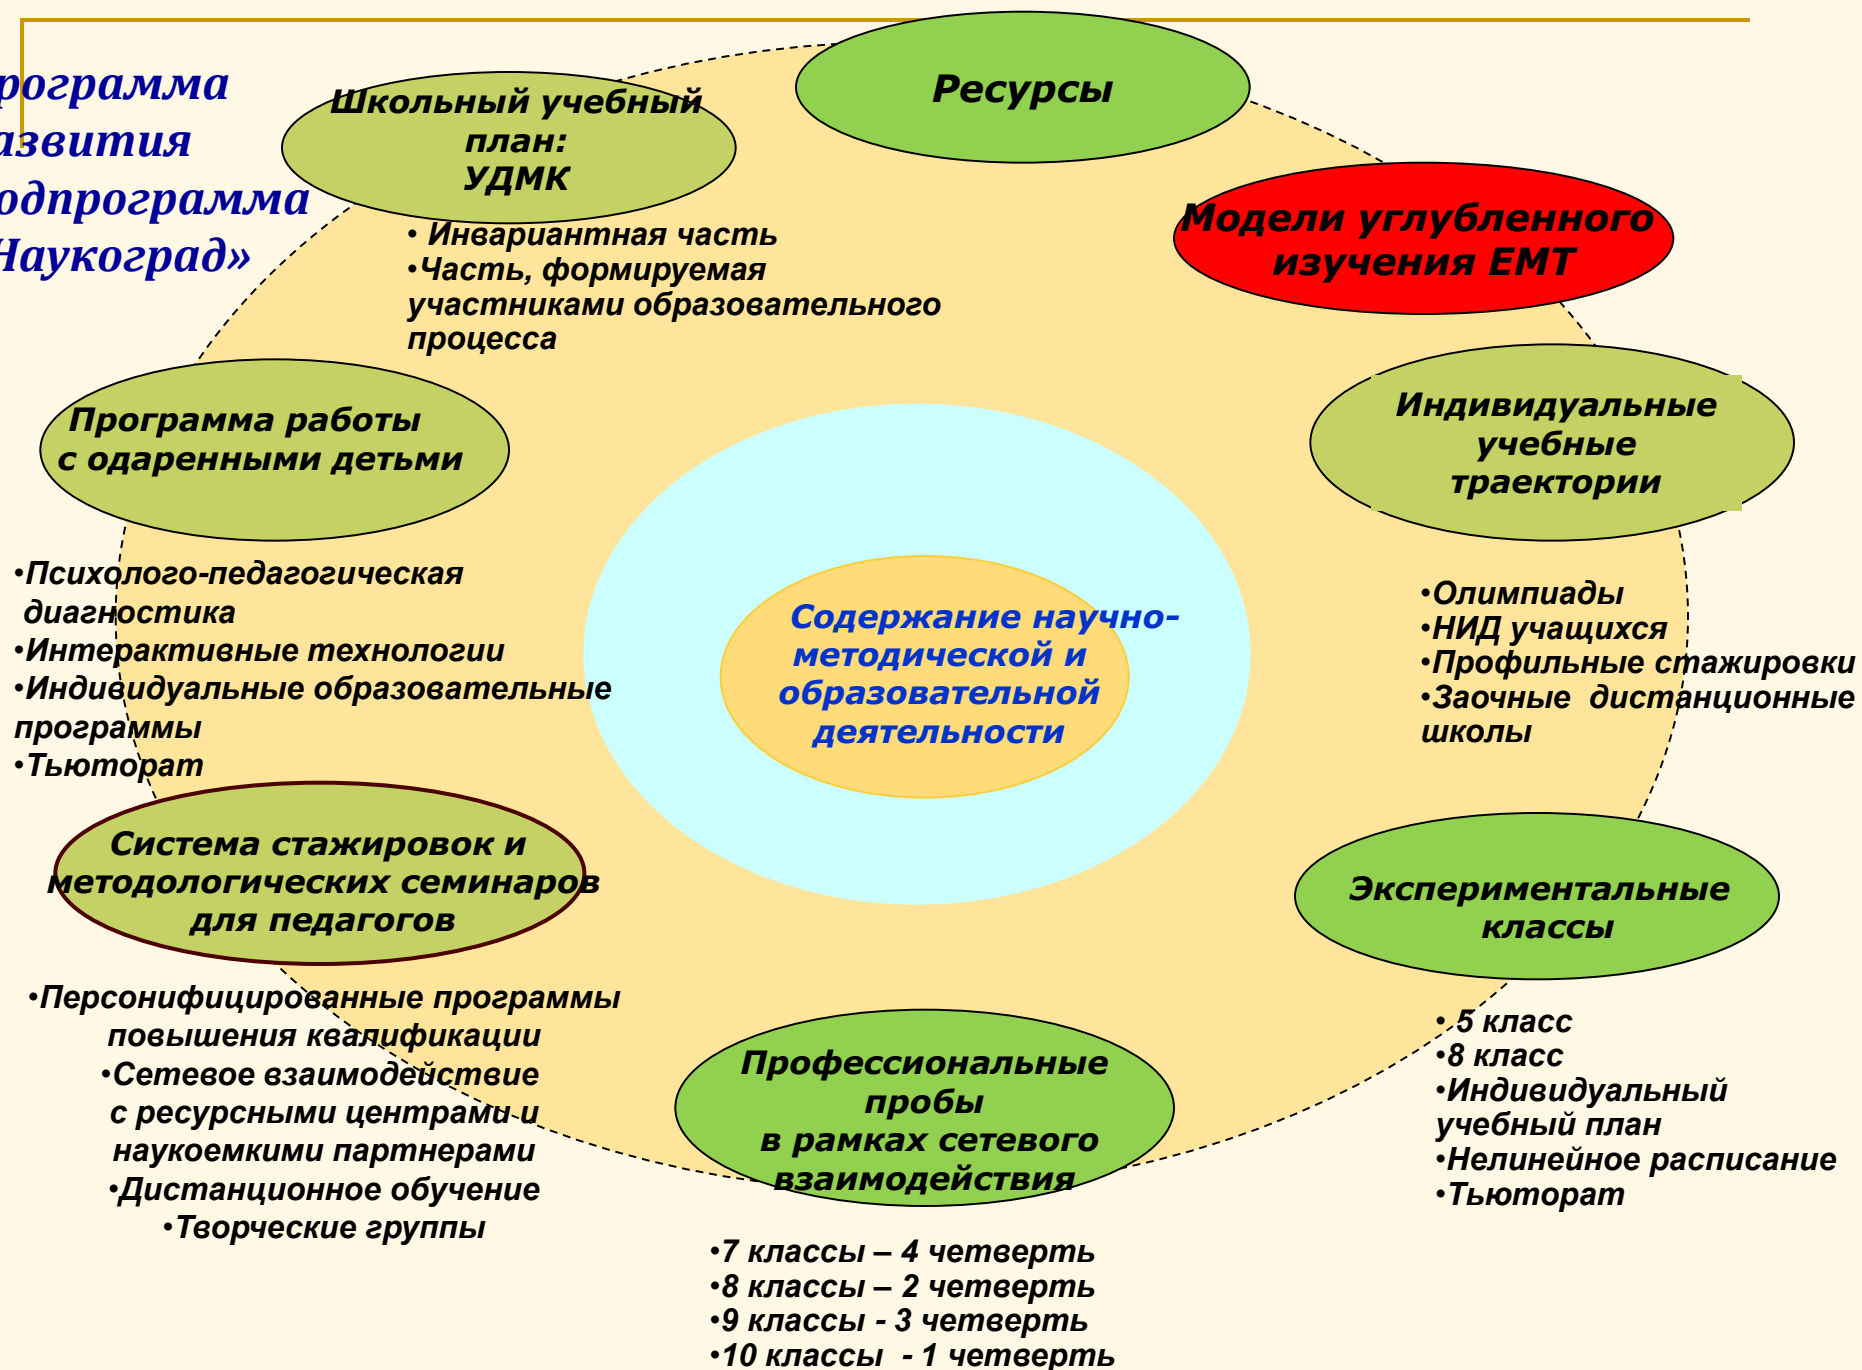 рограмма
азвития
одпрограмма
Наукоград»
Школьный учебный
план:
УДМК
• Инвариантная часть
•Часть, формируемая
участниками образовательного
процесса
Ресурсы
Модели углубленного
изучения ЕМТ
Индивидуальные
учебные
траектории
•Олимпиады
•НИД учащихся
•Профильные стажировки
•Заочные дистанционные
школы
Программа работы
с одаренными детьми
•Психолого-педагогическая
диагностика
•Интерактивные технологии
•Индивидуальные образовательные
программы
•Тьюторат
Содержание научно-
методической и
образовательной
деятельности
Система стажировок и
методологических семинаров
для педагогов
•Персонифицированные программы
повышения квалификации
•Сетевое взаимодействие
с ресурсными центрами и
наукоемкими партнерами
•Дистанционное обучение
•Творческие группы
Экспериментальные
классы
• 5 класс
•8 класс
•Индивидуальный
учебный план
•Нелинейное расписание
•Тьюторат
Профессиональные
пробы
в рамках сетевого
взаимодействия
•7 классы – 4 четверть
•8 классы – 2 четверть
•9 классы - 3 четверть
•10 классы - 1 четверть